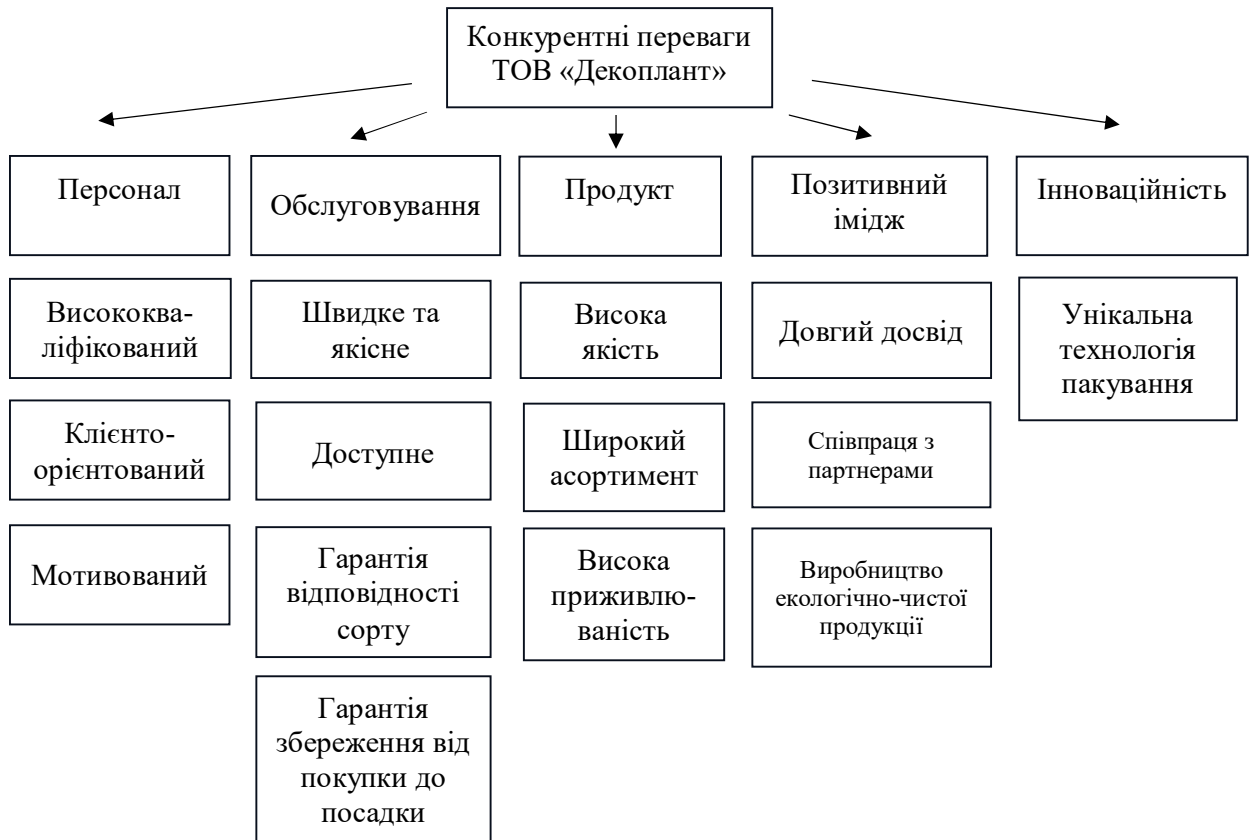 Конкурентні переваги
ТОВ «Декоплант»
Персонал
Обслуговування
Продукт
Позитивний
імідж
Інноваційність
Висококва-
ліфікований
Швидке та
якісне
Висока
якість
Довгий досвід
Унікальна
технологія
пакування
Клієнто-
орієнтований
Доступне
Широкий
асортимент
Співпраця з
партнерами
Мотивований
Гарантія
відповідності
сорту
Висока
приживлю-
ваність
Виробництво
екологічно-чистої
продукції
Гарантія
збереження від
покупки до
посадки